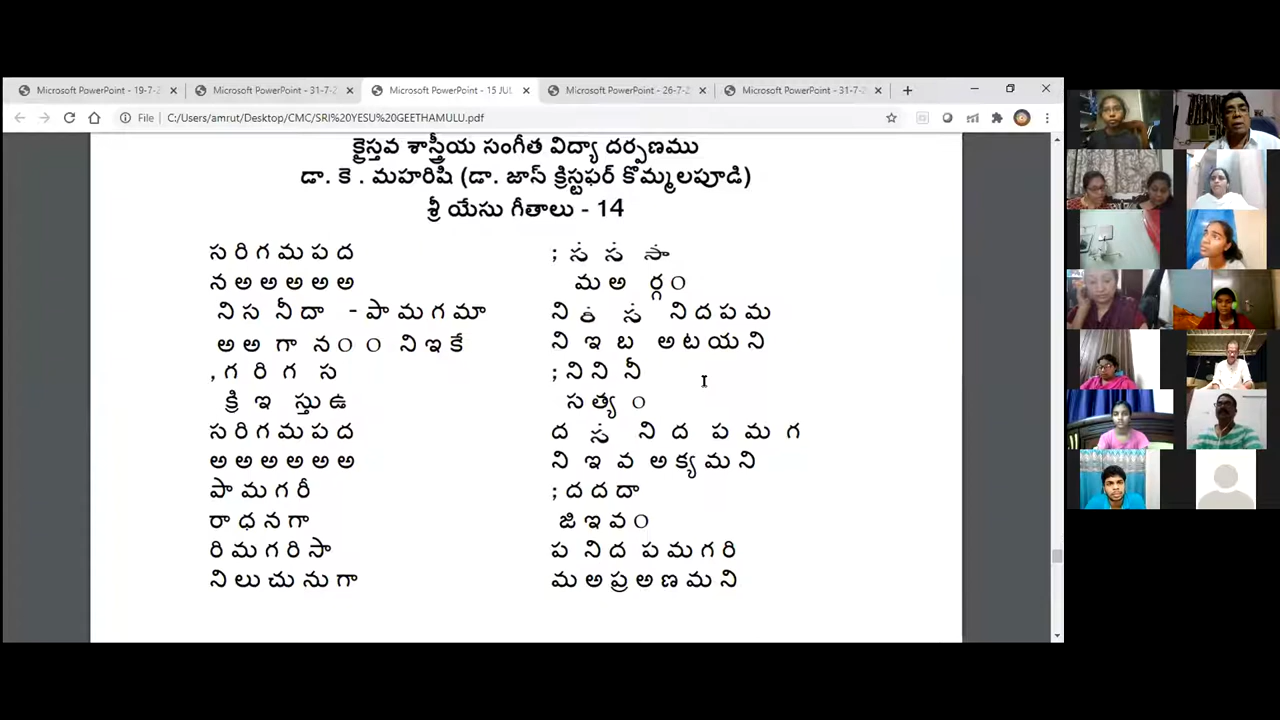 Microsoft PowerPoint - 19-7-2
Microsoft PowerPoint - 31-7-2
Microsoft PowerPoint - 15 JUL
Microsoft PowerPoint - 26-7-2
Microsoft PowerPoint - 31-7-2
File C:/Users/amrut/Desktop/CMC/SRI%20YESU%20GEETHAMULU.pdf
క్రైస్తవ శాస్త్రీయ సంగీత విద్యా దర్పణము
డా. కె . మహరిషి (డా. జాస్ క్రిస్టఫర్ కొమ్మలపూడి)
శ్రీ యేసు గీతాలు - 14
స రి గ మ ప ద
న అ అ అ అ అ
ని స నీ దా - పా మ గ మా
అ అ గా న ం ం ని ఇ కే
, గ రి గ స
క్రి ఇ స్తు ఉ
స రి గ మ ప ద
అ అ అ అ అ అ
పా మ గ రీ
రా ధ న గా
రి మ గ రి సా
ని లు చు ను గా
; స̇ స̇ సా̇
మ అ ర్గ ం
ని రి̇ స̇ ని ద ప మ
ని ఇ బ అ ట య ని
; ని ని నీ
స త్య ం
ద స̇ ని ద ప మ గ
ని ఇ వ అ క్య మ ని
; ద ద దా
జి ఇ వ ం
ప ని ద ప మ గ రి
మ అ ప్ర అ ణ మ ని